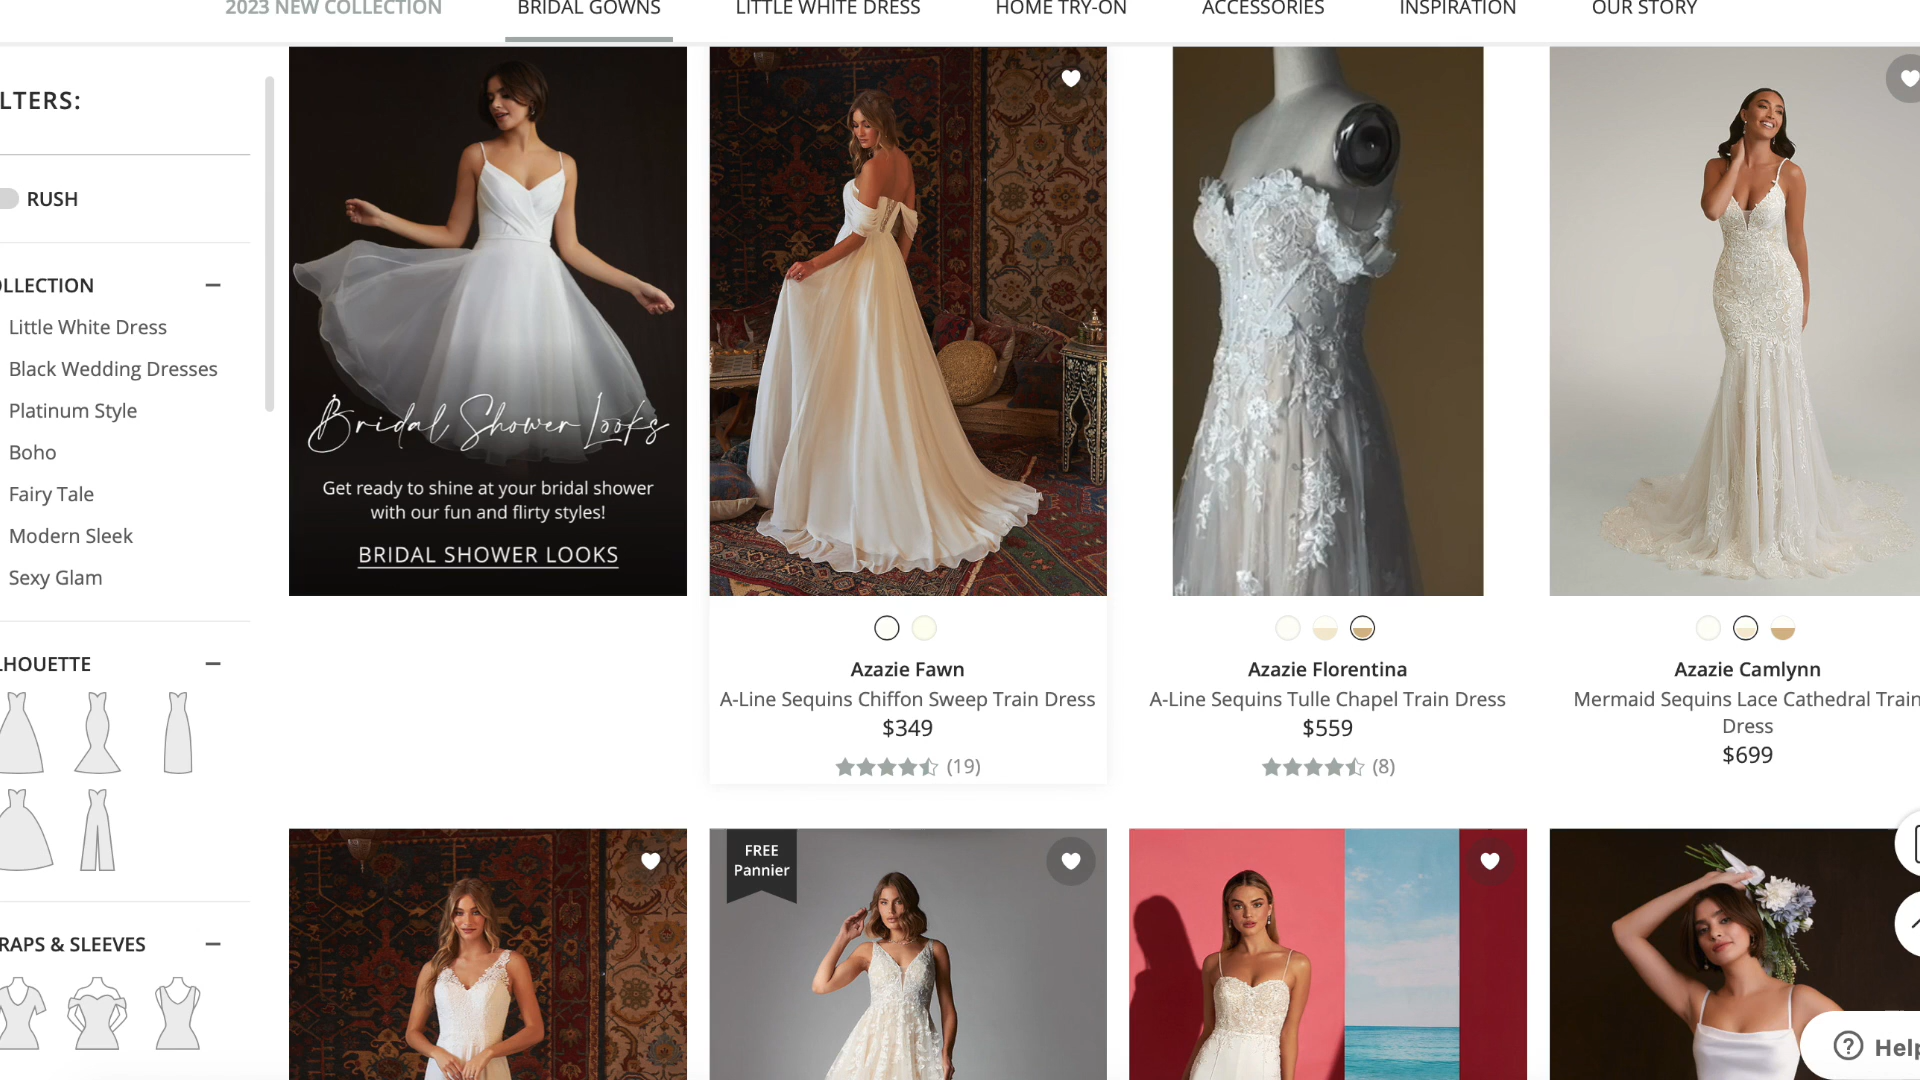 2023 NEW COLLECTION
BRIDAL GOWNS
LITTLE WHITE DRESS
HOME TRY-ON
ACCESSORIES
INSPIRATION
OUR STORY
LTERS:
RUSH
OLLECTION
Little White Dress
Black Wedding Dresses
Platinum Style
Boho
Fairy Tale
Modern Sleek
Sexy Glam
LHOUETTE
RAPS & SLEEVES
Bridal Shower Looks
Get ready to shine at your bridal shower
with our fun and flirty styles!
BRIDAL SHOWER LOOKS
Azazie Fawn
A-Line Sequins Chiffon Sweep Train Dress
$349
(19)
Azazie Florentina
A-Line Sequins Tulle Chapel Train Dress
$559
(8)
Azazie Camlynn
Mermaid Sequins Lace Cathedral Train
Dress
$699
FREE
Pannier
Help